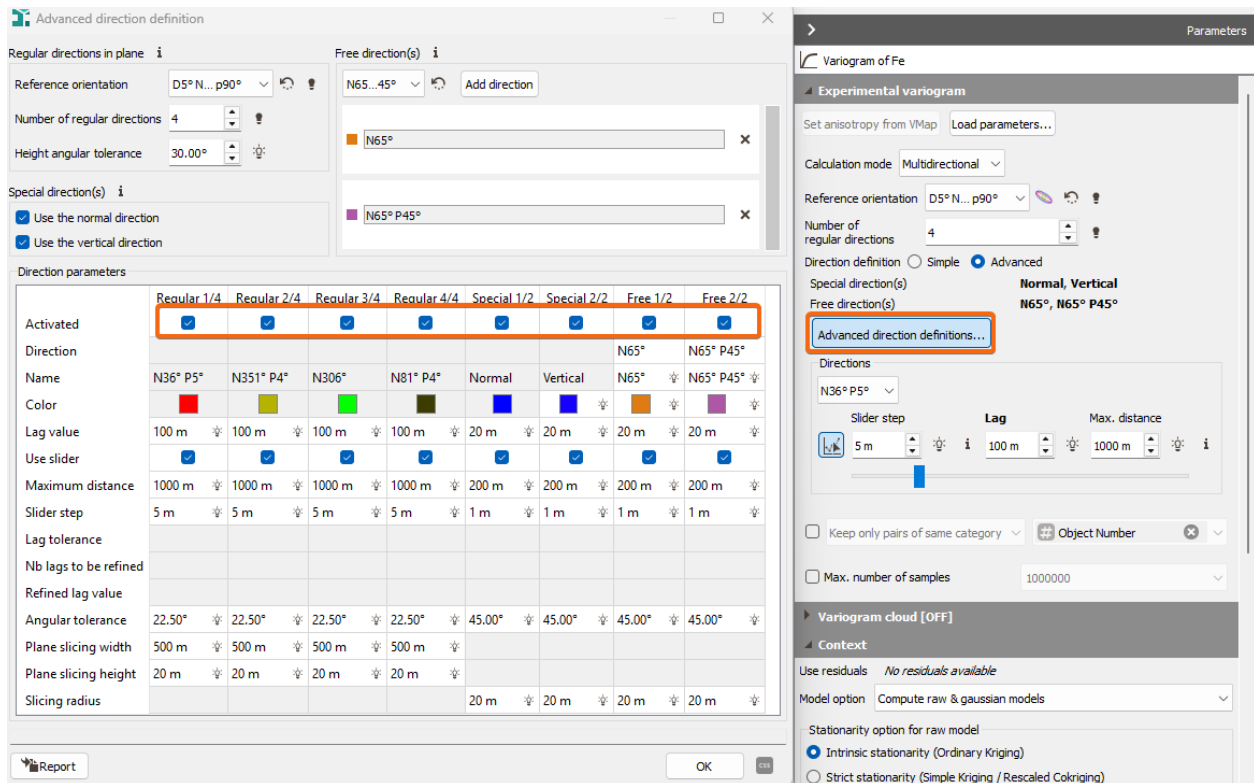 Advanced direction definition
Regular directions in plane i
Reference orientation D5° N... p90°
Number of regular directions 4
Height angular tolerance 30.00°
Special direction(s) i
Use the normal direction
Use the vertical direction
Free direction(s) i
N65...45° Add direction
N65°
N65° P45°
Direction parameters
Regular 1/4 Regular 2/4 Regular 3/4 Regular 4/4 Special 1/2 Special 2/2 Free 1/2 Free 2/2
Activated
Direction N65° N65° P45°
Name N36° P5° N351° P4° N306° N81° P4° Normal Vertical N65° N65° P45°
Color
Lag value 100 m 100 m 100 m 100 m 20 m 20 m 20 m 20 m
Use slider
Maximum distance 1000 m 1000 m 1000 m 1000 m 200 m 200 m 200 m 200 m
Slider step 5 m 5 m 5 m 5 m 1 m 1 m 1 m 1 m
Lag tolerance
Nb lags to be refined
Refined lag value
Angular tolerance 22.50° 22.50° 22.50° 22.50° 45.00° 45.00° 45.00° 45.00°
Plane slicing width 500 m 500 m 500 m 500 m
Plane slicing height 20 m 20 m 20 m 20 m
Slicing radius 20 m 20 m 20 m 20 m
Report OK css
Parameters
Variogram of Fe
Experimental variogram
Set anisotropy from VMap Load parameters...
Calculation mode Multidirectional
Reference orientation D5° N... p90°
Number of
regular directions 4
Direction definition Simple Advanced
Special direction(s) Normal, Vertical
Free direction(s) N65°, N65° P45°
Advanced direction definitions...
Directions
N36° P5°
Slider step Lag Max. distance
5 m i 100 m 1000 m i
Keep only pairs of same category # Object Number
Max. number of samples 1000000
Variogram cloud [OFF]
Context
Use residuals No residuals available
Model option Compute raw & gaussian models
Stationarity option for raw model
Intrinsic stationarity (Ordinary Kriging)
Strict stationarity (Simple Kriging / Rescaled Cokriging)